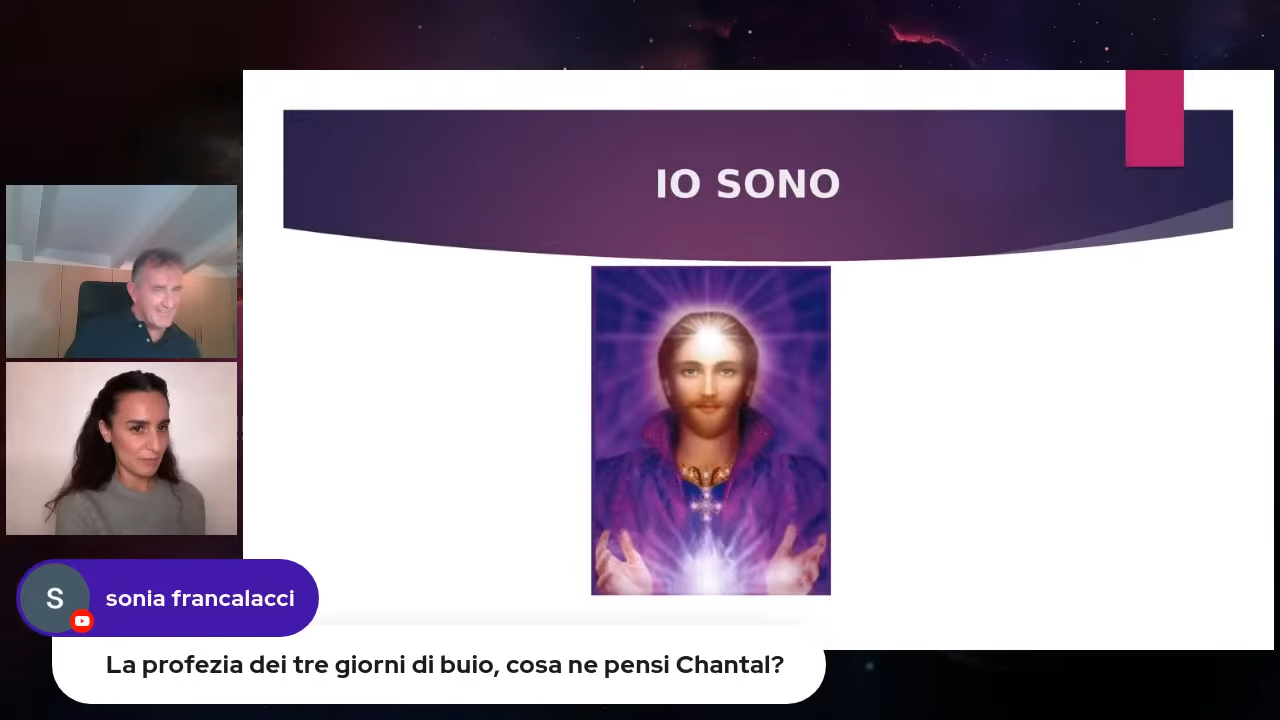 IO SONO
S
sonia francalacci
La profezia dei tre giorni di buio, cosa ne pensi Chantal?